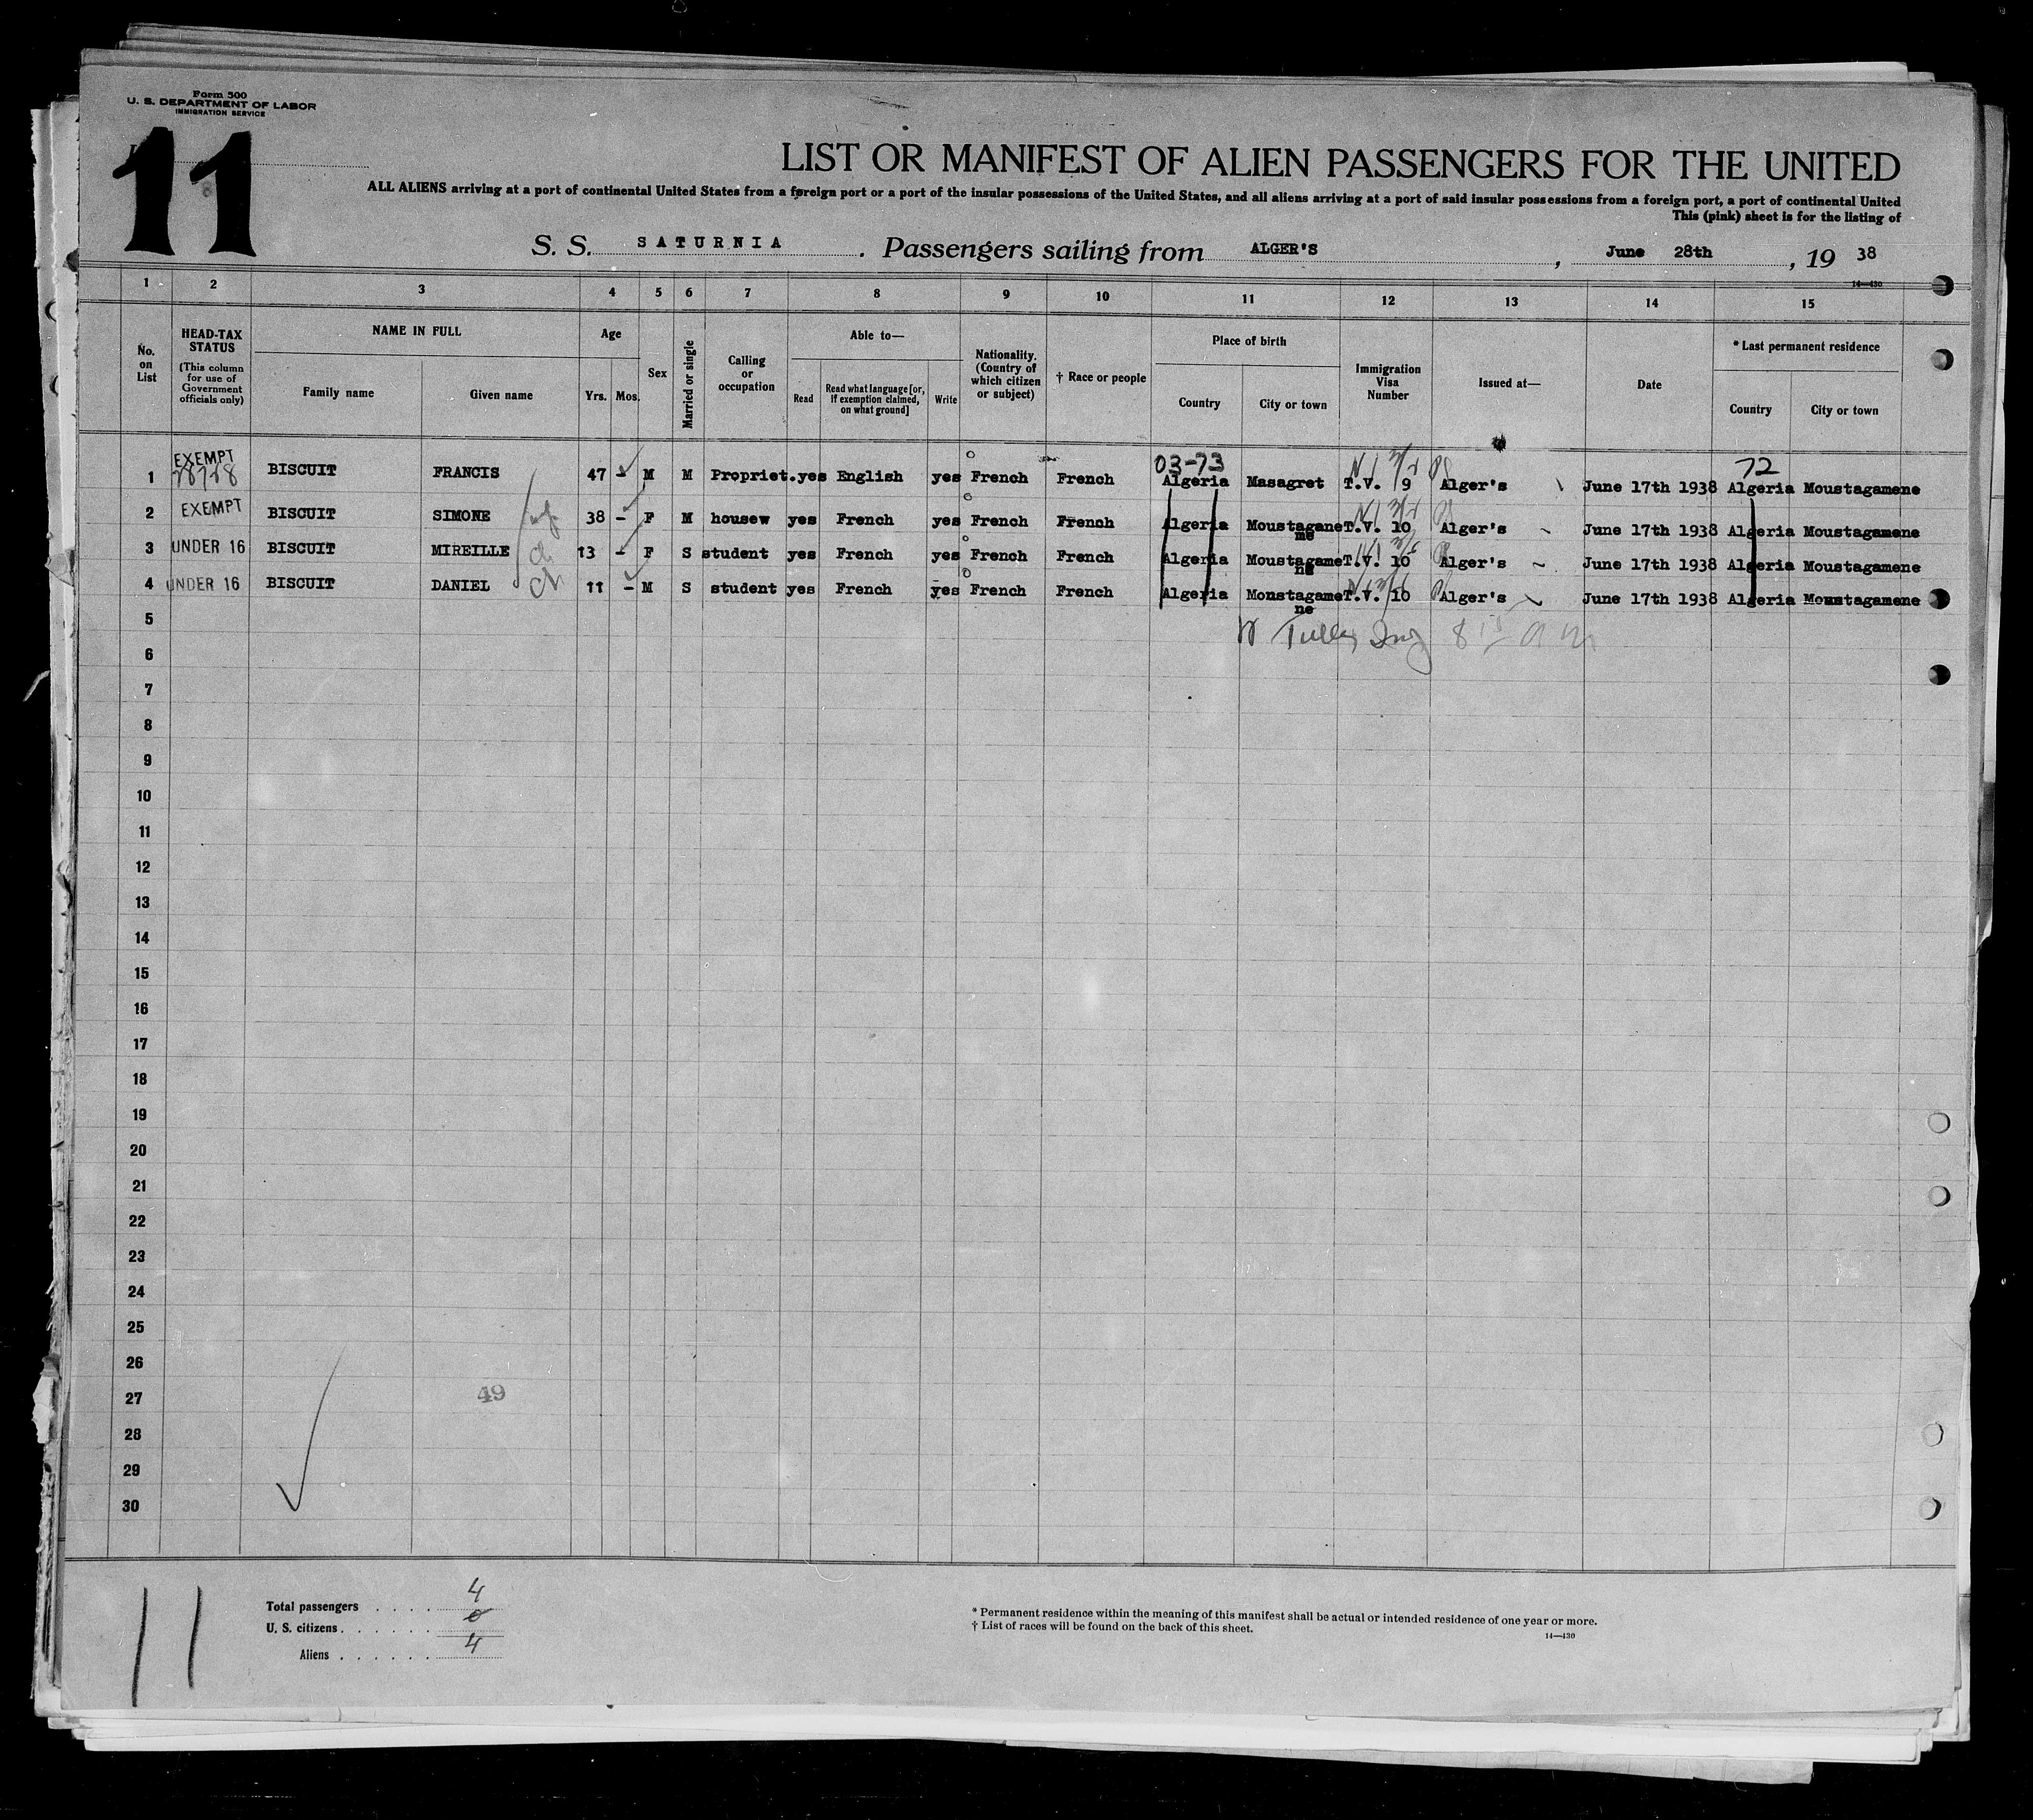 Form 500
U. S. DEPARTMENT OF LABOR
IMMIGRATION SERVICE
11
LIST OR MANIFEST OF ALIEN PASSENGERS FOR THE UNITED
ALL ALIENS arriving at a port of continental United States from a foreign port or a port of the insular possessions of the United States, and all aliens arriving at a port of said insular possessions from a foreign port, a port of continental United
This (pink) sheet is for the listing of
S. S. SATURNIA . Passengers sailing from ALGER'S , June 28th , 19 38
14—430
1 2 3 4 5 6 7 8 9 10 11 12 13 14 15
No. on List
HEAD-TAX STATUS
(This column for use of Government officials only)
NAME IN FULL
Family name Given name
Age
Yrs. Mos.
Sex
Married or single
Calling or occupation
Able to—
Read Read what language [or, if exemption claimed, on what ground] Write
Nationality. (Country of which citizen or subject)
† Race or people
Place of birth
Country City or town
Immigration Visa Number
Issued at—
Date
* Last permanent residence
Country City or town
EXEMPT 03-73 72
1 BISCUIT FRANCIS 47 - M M Propriet. yes English yes French French Algeria Masagret T.V. 9 Alger's June 17th 1938 Algeria Moustagamene
2 EXEMPT BISCUIT SIMONE 38 - F M housew yes French yes French French Algeria Moustagane T.V. 10 Alger's June 17th 1938 Algeria Moustagamene
me
3 UNDER 16 BISCUIT MIREILLE 13 - F S student yes French yes French French Algeria Moustagame T.V. 10 Alger's June 17th 1938 Algeria Moustagamene
ne
4 UNDER 16 BISCUIT DANIEL 11 - M S student yes French yes French French Algeria Monstagame T.V. 10 Alger's June 17th 1938 Algeria Moustagamene
ne
5
6
7
8
9
10
11
12
13
14
15
16
17
18
19
20
21
22
23
24
25
26
27
28
29
30
49
11
Total passengers . . . . 4
U. S. citizens . . . . . . 0
Aliens . . . . . . 4
* Permanent residence within the meaning of this manifest shall be actual or intended residence of one year or more.
† List of races will be found on the back of this sheet.
14—430